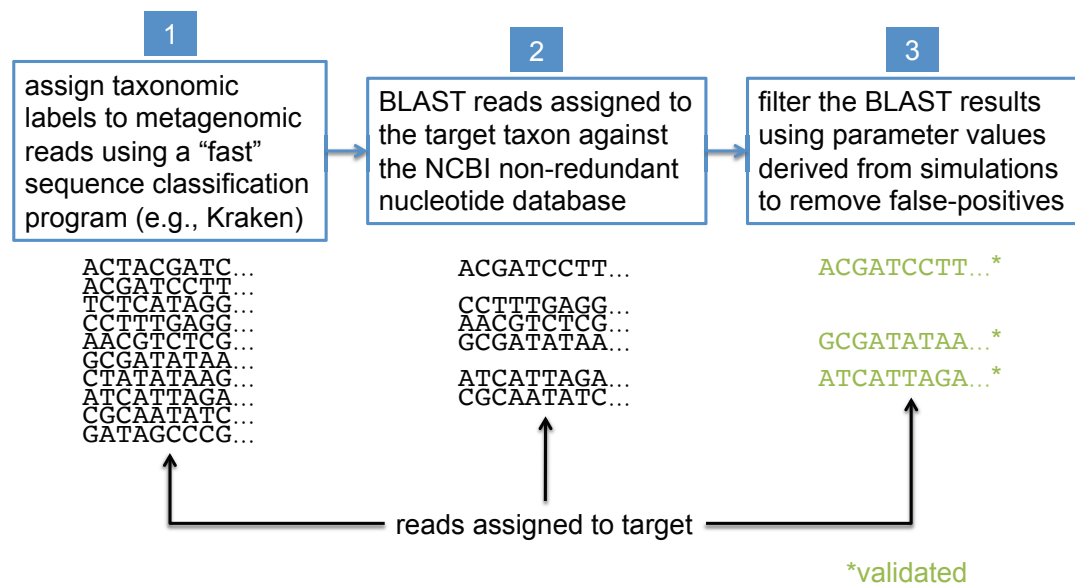 1
assign taxonomic
labels to metagenomic
reads using a “fast”
sequence classification
program (e.g., Kraken)
2
BLAST reads assigned to
the target taxon against
the NCBI non-redundant
nucleotide database
3
filter the BLAST results
using parameter values
derived from simulations
to remove false-positives
ACTACGATC...
ACGATCCTT...
TCTCATAGG...
CCTTTGAGG...
AACGTCTCG...
GCGATATAA...
CTATATAAG...
ATCATTAGA...
CGCAATATC...
GATAGCCCG...
ACGATCCTT...
CCTTTGAGG...
AACGTCTCG...
GCGATATAA...
ATCATTAGA...
CGCAATATC...
ACGATCCTT...*
GCGATATAA...*
ATCATTAGA...*
reads assigned to target
*validated